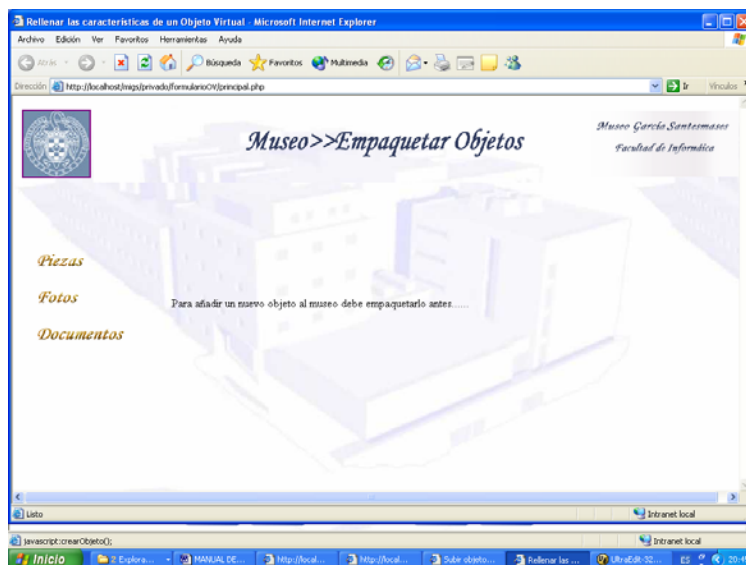 Rellenar las características de un Objeto Virtual - Microsoft Internet Explorer
Archivo Edición Ver Favoritos Herramientas Ayuda
Atrás Búsqueda Favoritos Multimedia
Dirección http://localhost/migs/privado/formularioOV/principal.php Ir Vínculos
Museo>>Empaquetar Objetos
Museo García Santesmases
Facultad de Informática
Piezas
Fotos
Para añadir un nuevo objeto al museo debe empaquetarlo antes......
Documentos
Listo Intranet local
javascript:crearObjeto(); Intranet local
Inicio 2 Explora... MANUAL DE... http://local... http://local... Subir objeto... Rellenar las ... UltraEdit-32... ES